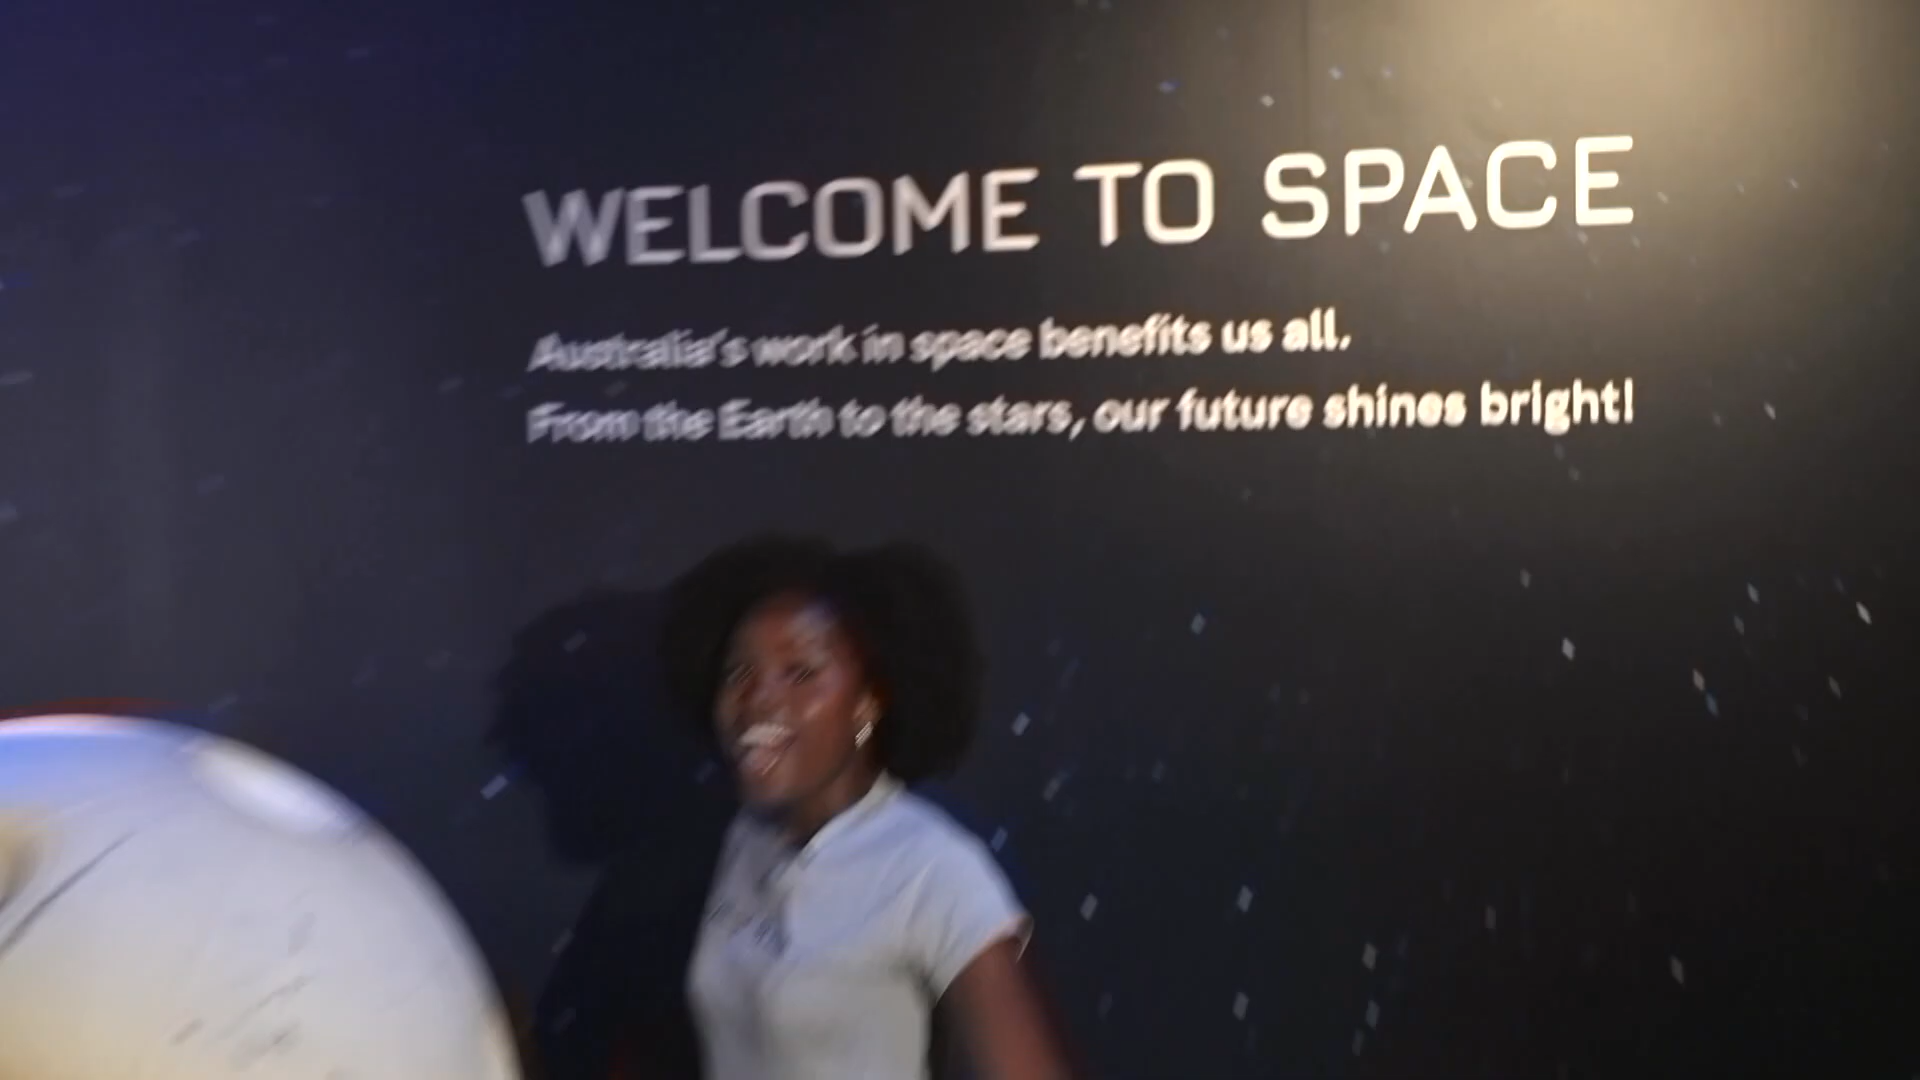 WELCOME TO SPACE
Australia's work in space benefits us all.
From the Earth to the stars, our future shines bright!